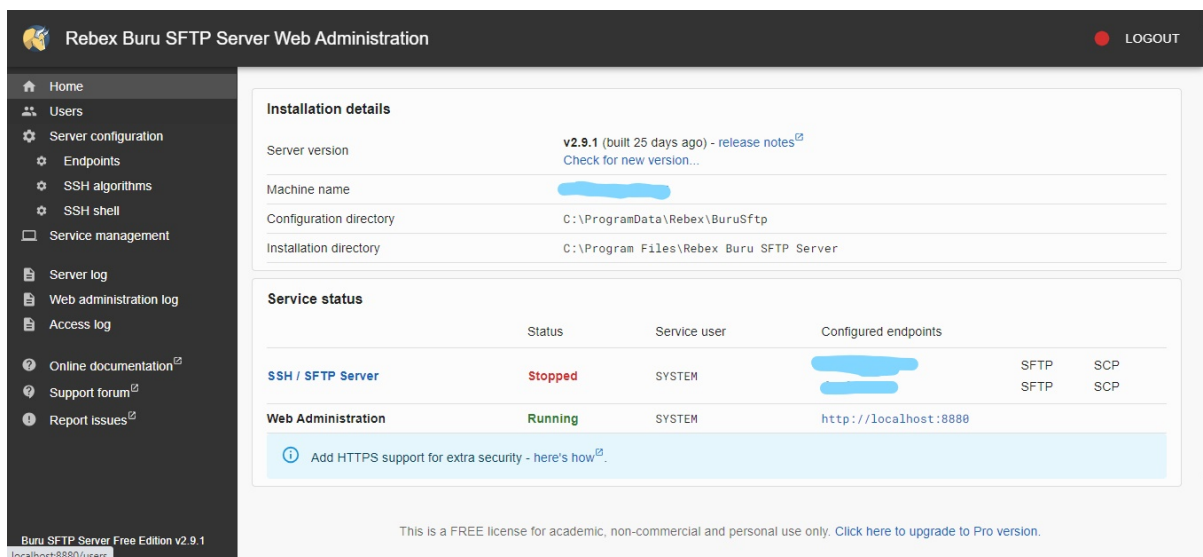 Rebex Buru SFTP Server Web Administration
LOGOUT
Home
Users
Server configuration
Endpoints
SSH algorithms
SSH shell
Service management
Server log
Web administration log
Access log
Online documentation
Support forum
Report issues
Buru SFTP Server Free Edition v2.9.1
localhost:8880/users
Installation details
Server version v2.9.1 (built 25 days ago) - release notes
Check for new version...
Machine name
Configuration directory C:\ProgramData\Rebex\BuruSftp
Installation directory C:\Program Files\Rebex Buru SFTP Server
Service status
Status Service user Configured endpoints
SSH / SFTP Server Stopped SYSTEM SFTP SCP
SFTP SCP
Web Administration Running SYSTEM http://localhost:8880
Add HTTPS support for extra security - here's how.
This is a FREE license for academic, non-commercial and personal use only. Click here to upgrade to Pro version.